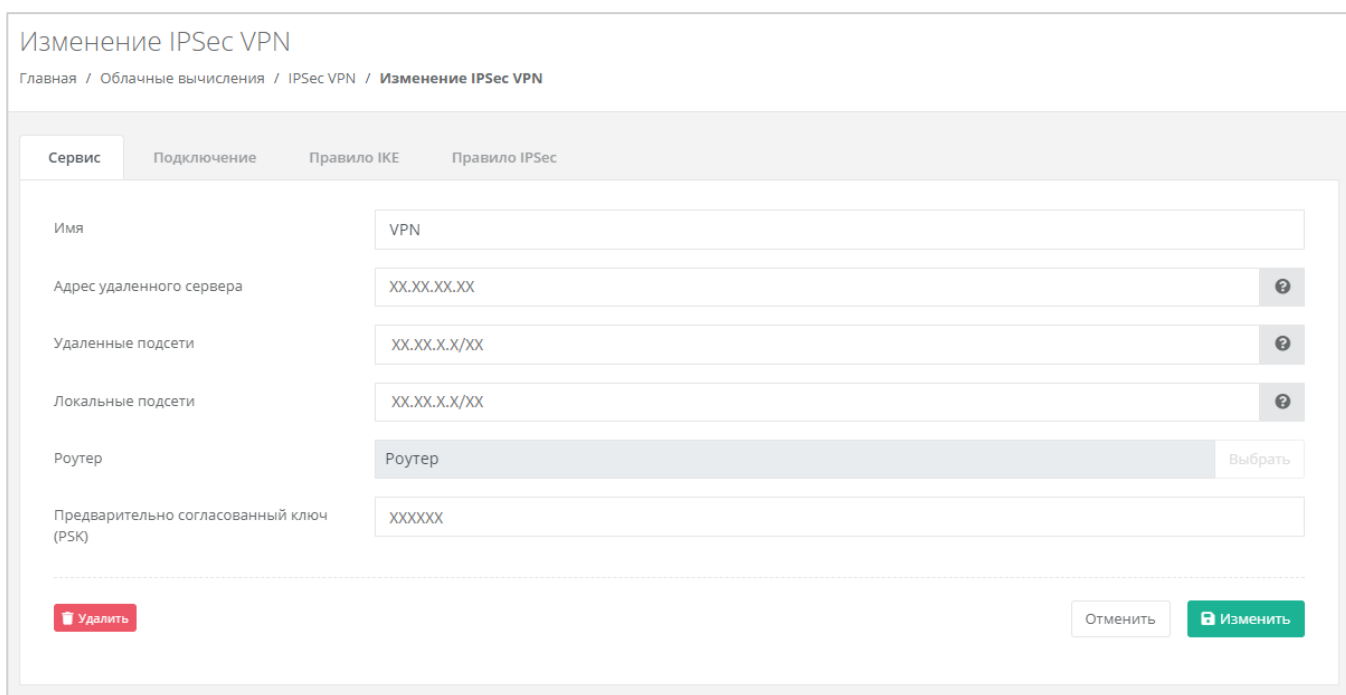 Изменение IPSec VPN
Главная / Облачные вычисления / IPSec VPN / Изменение IPSec VPN
Сервис Подключение Правило IKE Правило IPSec
Имя VPN
Адрес удаленного сервера XX.XX.XX.XX
Удаленные подсети XX.XX.X.X/XX
Локальные подсети XX.XX.X.X/XX
Роутер Роутер Выбрать
Предварительно согласованный ключ
(PSK) XXXXXX
Удалить Отменить Изменить